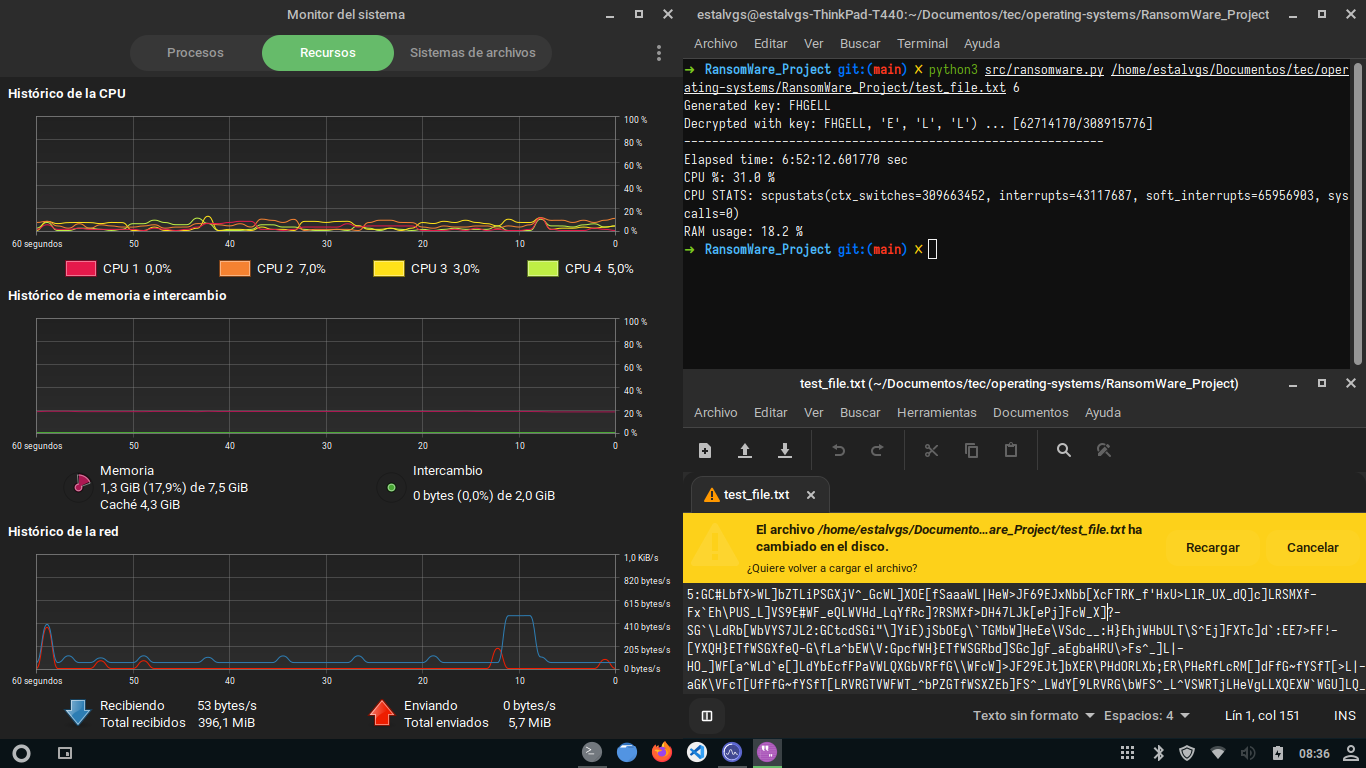 Monitor del sistema
Procesos
Recursos
Sistemas de archivos
Histórico de la CPU
100 %
80 %
60 %
40 %
20 %
0 %
60 segundos
50
40
30
20
10
0
CPU 1 0,0%
CPU 2 7,0%
CPU 3 3,0%
CPU 4 5,0%
Histórico de memoria e intercambio
100 %
80 %
60 %
40 %
20 %
0 %
60 segundos
50
40
30
20
10
0
Memoria
1,3 GiB (17,9%) de 7,5 GiB
Caché 4,3 GiB
Intercambio
0 bytes (0,0%) de 2,0 GiB
Histórico de la red
1,0 KiB/s
820 bytes/s
615 bytes/s
410 bytes/s
205 bytes/s
0 bytes/s
60 segundos
50
40
30
20
10
0
Recibiendo 53 bytes/s
Total recibidos 396,1 MiB
Enviando 0 bytes/s
Total enviados 5,7 MiB
estalvgs@estalvgs-ThinkPad-T440:~/Documentos/tec/operating-systems/RansomWare_Project
Archivo Editar Ver Buscar Terminal Ayuda
➜ RansomWare_Project git:(main) ✗ python3 src/ransomware.py /home/estalvgs/Documentos/tec/oper
ating-systems/RansomWare_Project/test_file.txt 6
Generated key: FHGELL
Decrypted with key: FHGELL, 'E', 'L', 'L') ... [62714170/308915776]
------------------------------------------------------------
Elapsed time: 6:52:12.601770 sec
CPU %: 31.0 %
CPU STATS: scpustats(ctx_switches=309663452, interrupts=43117687, soft_interrupts=65956903, sys
calls=0)
RAM usage: 18.2 %
➜ RansomWare_Project git:(main) ✗
test_file.txt (~/Documentos/tec/operating-systems/RansomWare_Project)
Archivo Editar Ver Buscar Herramientas Documentos Ayuda
test_file.txt
El archivo /home/estalvgs/Documento...are_Project/test_file.txt ha
cambiado en el disco.
¿Quiere volver a cargar el archivo?
Recargar
Cancelar
5:GC#LbfX>WL]bZTLiPSGXjV^_GcWL]XOE[fSaaaWL|HeW>JF69EJxNbb[XcFTRK_f'HxU>LlR_UX_dQ]c]LRSMXf-
Fx`Eh\PUS_L]VS9E#WF_eQLWVHd_LqYfRc]?RSMXf>DH47LJk[ePj]FcW_X]?-
SG`\LdRb[WbVYS7JL2:GCtcdSGi"\]YiE)jSbOEg\`TGMbW]HeEe\VSdc__:H}EhjWHbULT\S^Ej]FXTc]d`:EE7>FF!-
[YXQH}ETfWSGXfeQ-G\fLa^bEW\V:GpcfWH}ETfWSGRbd]SGc]gF_aEgbaHRU\>Fs^_]L|-
HO_]WF[a^WLd`e[]LdYbEcfFPaVWLQXGbVRFfG\\WFcW]>JF29EJt]bXER\PHdORLXb;ER\PHeRfLcRM[]dFfG~fYSfT[>L|-
aGK\VFcT[UfFfG~fYSfT[LRVRGTVWFWT_^bPZGTfWSXZEb]FS^_LWdY[9LRVRG\bWFS^_L^VSWRTjLHeVgLLXQEXW`WGU]LQ_
Texto sin formato
Espacios: 4
Lín 1, col 151
INS
08:36